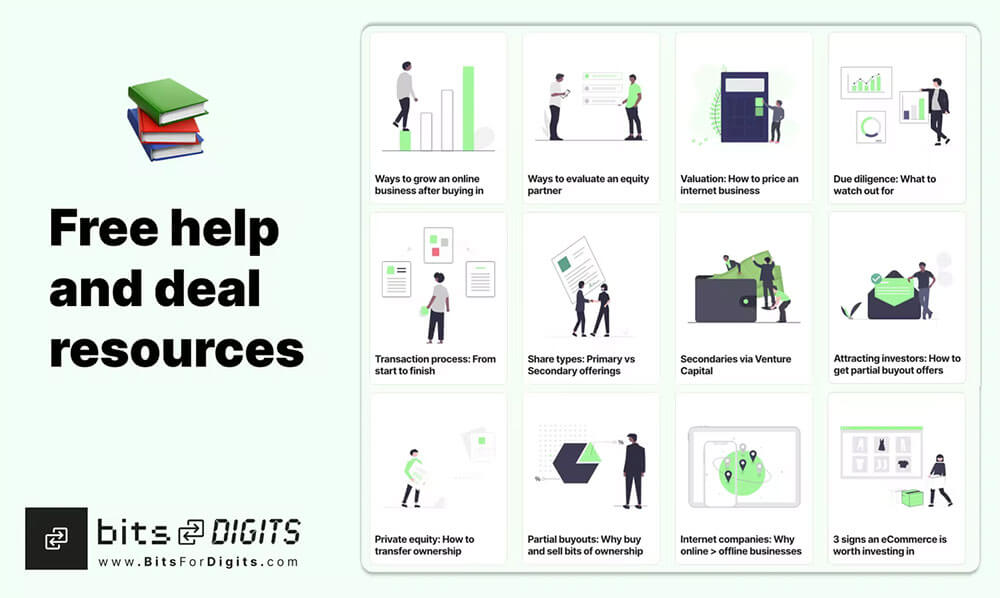 Free help
and deal
resources
bits DIGITS
www.BitsForDigits.com
Ways to grow an online
business after buying in
Ways to evaluate an equity
partner
Valuation: How to price an
internet business
Due diligence: What to
watch out for
Transaction process: From
start to finish
Share types: Primary vs
Secondary offerings
Secondaries via Venture
Capital
Attracting investors: How to
get partial buyout offers
Private equity: How to
transfer ownership
Partial buyouts: Why buy
and sell bits of ownership
Internet companies: Why
online > offline businesses
3 signs an eCommerce is
worth investing in
%
%